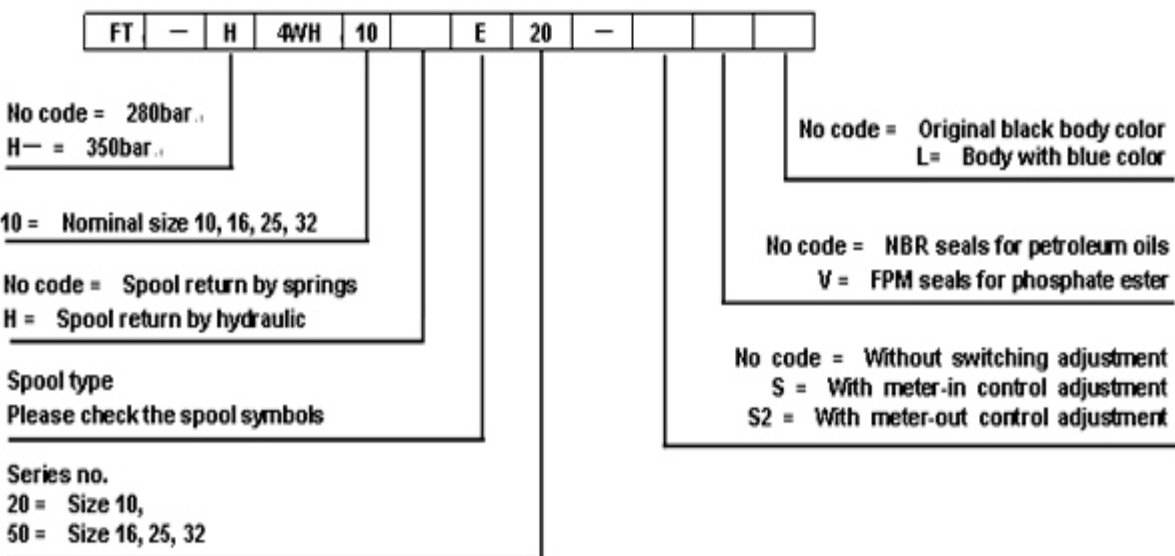 FT — H 4WH 10 E 20 —
No code = 280bar
H— = 350bar
10 = Nominal size 10, 16, 25, 32
No code = Spool return by springs
H = Spool return by hydraulic
Spool type
Please check the spool symbols
Series no.
20 = Size 10,
50 = Size 16, 25, 32
No code = Original black body color
L= Body with blue color
No code = NBR seals for petroleum oils
V = FPM seals for phosphate ester
No code = Without switching adjustment
S = With meter-in control adjustment
S2 = With meter-out control adjustment